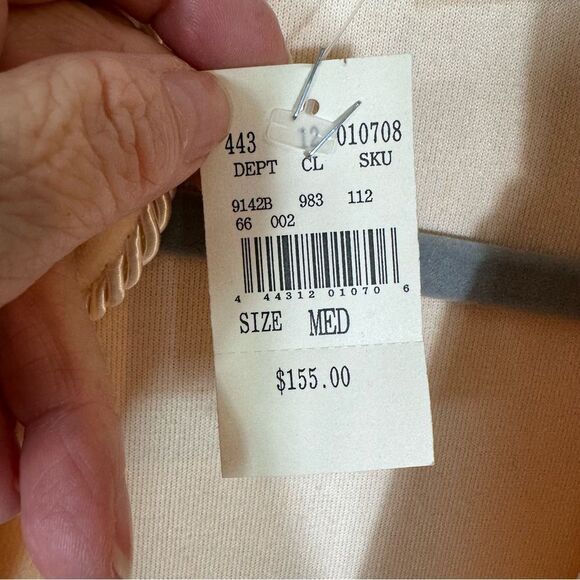 443 12 010708
DEPT CL SKU
9142B 983 112
66 002
4 44312 01070 6
SIZE MED
$155.00